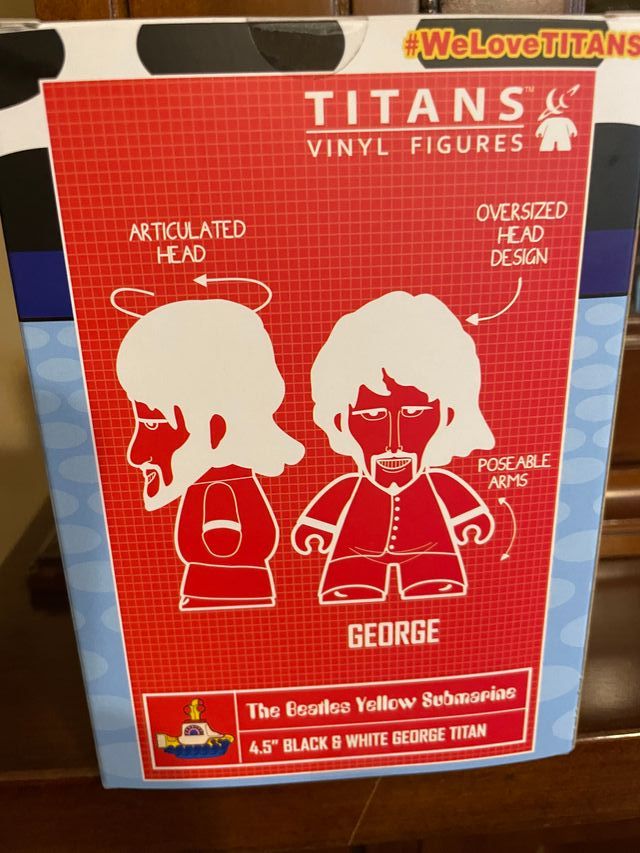 #WeLoveTITANS
TITANS™
VINYL FIGURES
ARTICULATED
HEAD
OVERSIZED
HEAD
DESIGN
POSEABLE
ARMS
GEORGE
The Beatles Yellow Submarine
4.5" BLACK & WHITE GEORGE TITAN